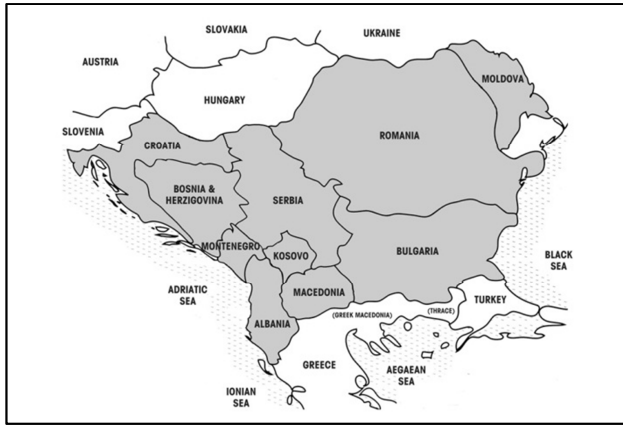 SLOVAKIA
UKRAINE
AUSTRIA
MOLDOVA
HUNGARY
SLOVENIA
ROMANIA
CROATIA
BOSNIA &
HERZIGOVINA
SERBIA
MONTENEGRO
KOSOVO
BULGARIA
BLACK
SEA
ADRIATIC
SEA
MACEDONIA
TURKEY
(GREEK MACEDONIA)
(THRACE)
ALBANIA
GREECE
AEGAEAN
SEA
IONIAN
SEA